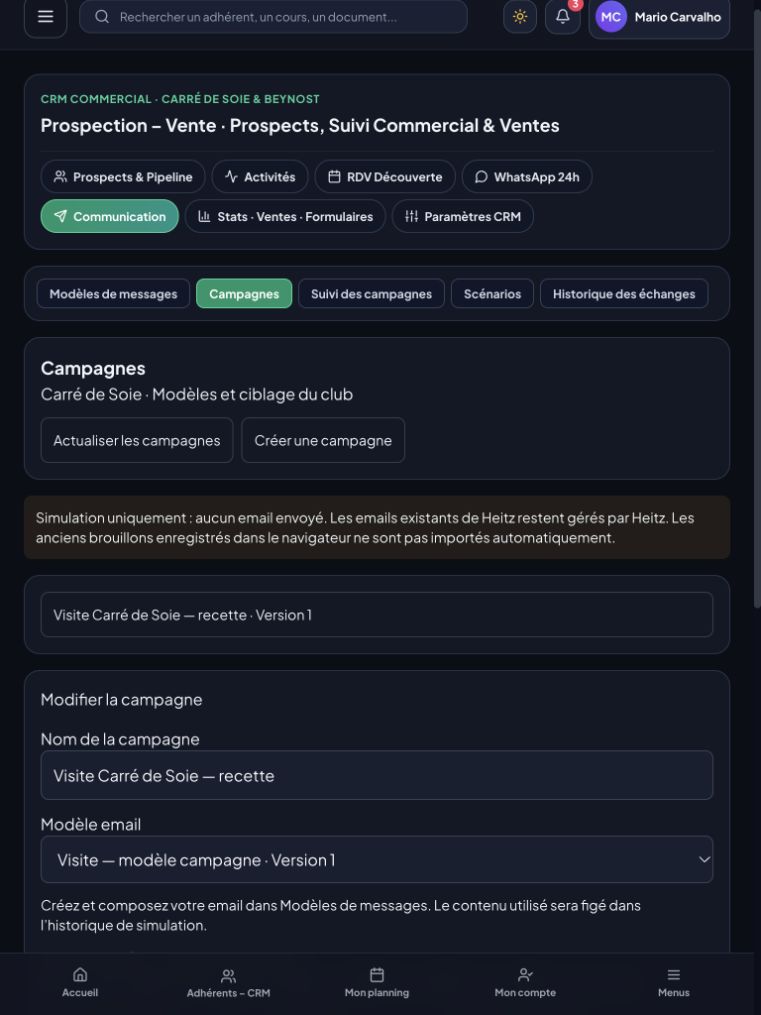 Rechercher un adhérent, un cours, un document...
3
MC
Mario Carvalho
CRM COMMERCIAL · CARRÉ DE SOIE & BEYNOST
Prospection – Vente · Prospects, Suivi Commercial & Ventes
Prospects & Pipeline
Activités
RDV Découverte
WhatsApp 24h
Communication
Stats · Ventes · Formulaires
Paramètres CRM
Modèles de messages
Campagnes
Suivi des campagnes
Scénarios
Historique des échanges
Campagnes
Carré de Soie · Modèles et ciblage du club
Actualiser les campagnes
Créer une campagne
Simulation uniquement : aucun email envoyé. Les emails existants de Heitz restent gérés par Heitz. Les
anciens brouillons enregistrés dans le navigateur ne sont pas importés automatiquement.
Visite Carré de Soie — recette · Version 1
Modifier la campagne
Nom de la campagne
Visite Carré de Soie — recette
Modèle email
Visite — modèle campagne · Version 1
Créez et composez votre email dans Modèles de messages. Le contenu utilisé sera figé dans
l'historique de simulation.
Accueil
Adhérents – CRM
Mon planning
Mon compte
Menus